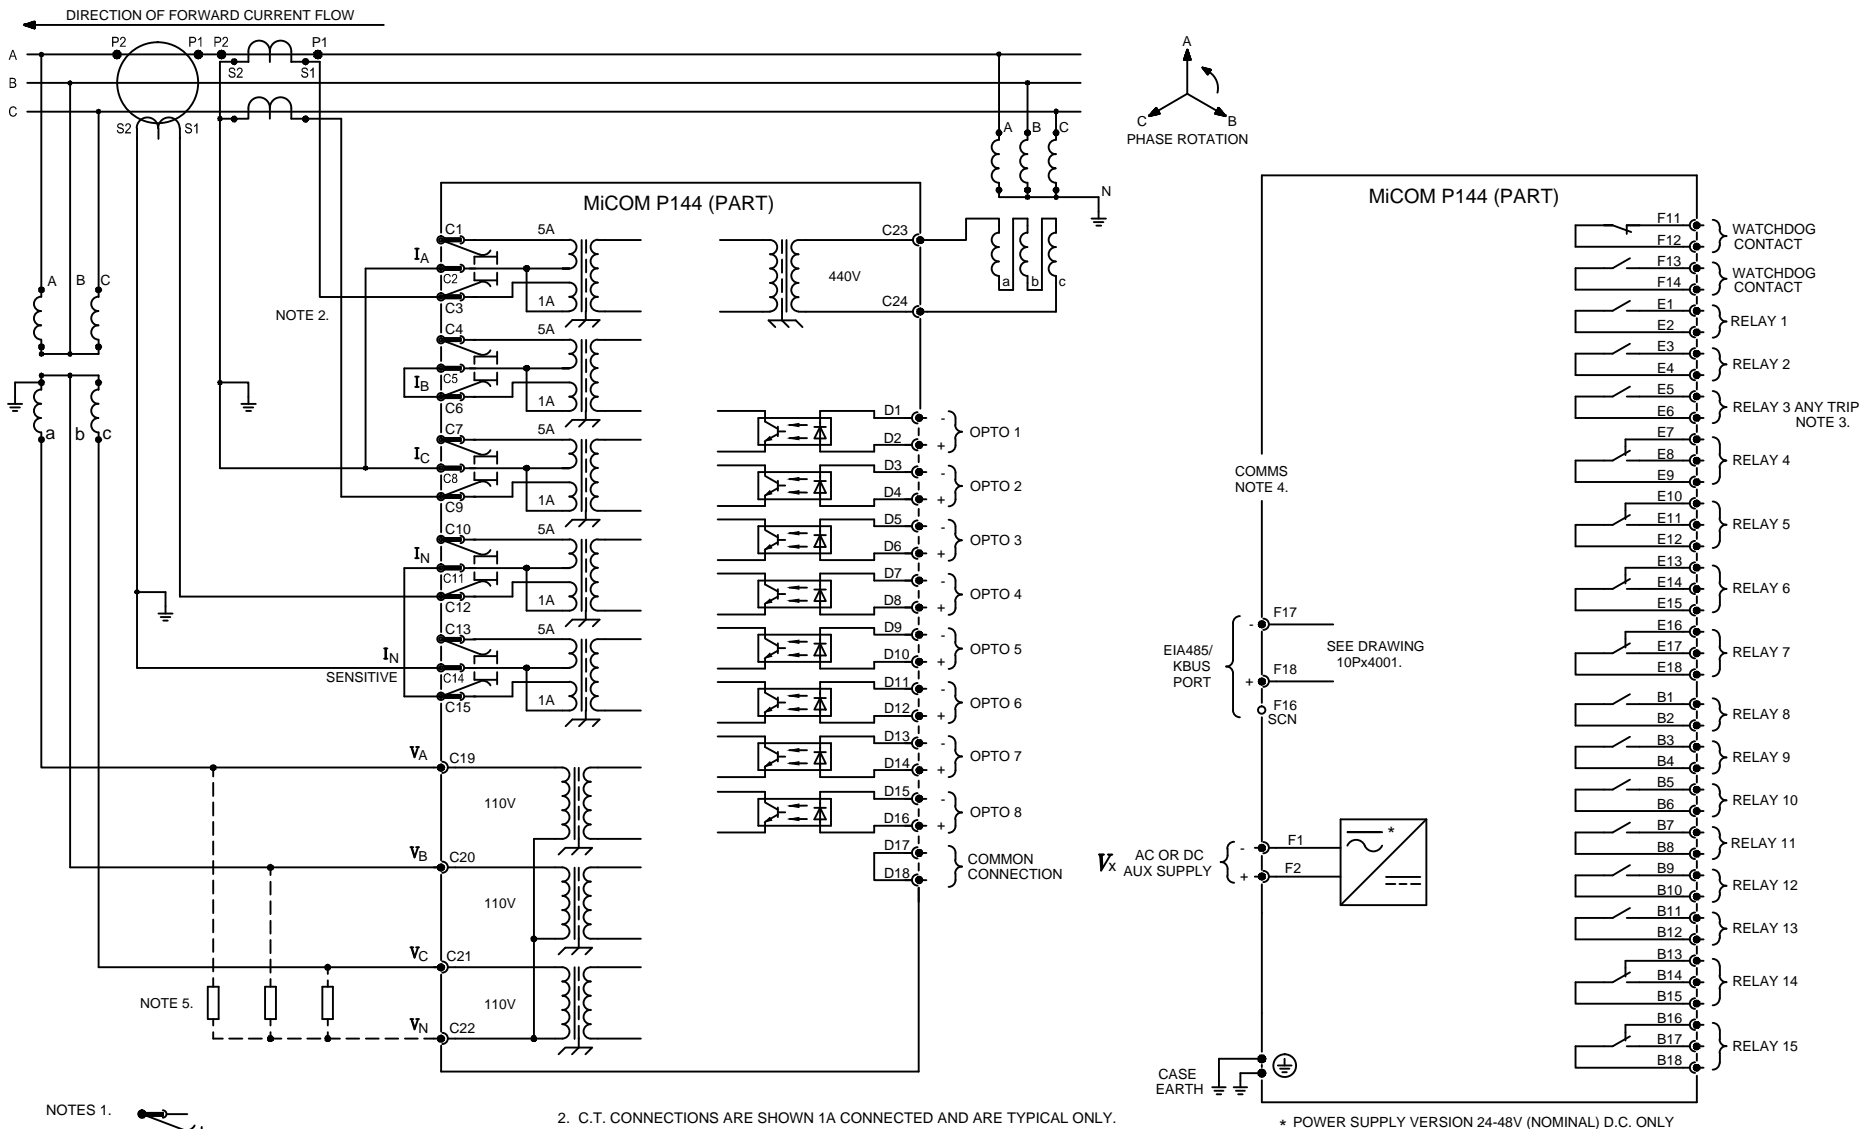 DIRECTION OF FORWARD CURRENT FLOW
P2
P1
P2
P1
A
S2
S1
B
C
S2
S1
A
B
C
N
A
C
B
PHASE ROTATION
MiCOM P144 (PART)
C1
5A
I A
C2
C3
1A
NOTE 2.
C4
5A
C5
I B
C6
1A
C7
5A
I C
C8
C9
1A
C10
5A
I N
C11
C12
1A
C13
5A
I N
SENSITIVE
C14
C15
1A
A
B
C
a
b
c
VA
C19
110V
VB
C20
110V
VC
C21
110V
NOTE 5.
VN
C22
C23
440V
C24
a
b
c
D1
-
D2
+
OPTO 1
D3
-
D4
+
OPTO 2
D5
-
D6
+
OPTO 3
D7
-
D8
+
OPTO 4
D9
-
D10
+
OPTO 5
D11
-
D12
+
OPTO 6
D13
-
D14
+
OPTO 7
D15
-
D16
+
OPTO 8
D17
D18
COMMON
CONNECTION
MiCOM P144 (PART)
F11
F12
WATCHDOG
CONTACT
F13
F14
WATCHDOG
CONTACT
E1
E2
RELAY 1
E3
E4
RELAY 2
E5
E6
RELAY 3 ANY TRIP
NOTE 3.
E7
E8
E9
RELAY 4
E10
E11
E12
RELAY 5
E13
E14
E15
RELAY 6
E16
E17
E18
RELAY 7
B1
B2
RELAY 8
B3
B4
RELAY 9
B5
B6
RELAY 10
B7
B8
RELAY 11
B9
B10
RELAY 12
B11
B12
RELAY 13
B13
B14
B15
RELAY 14
B16
B17
B18
RELAY 15
COMMS
NOTE 4.
EIA485/
KBUS
PORT
-
F17
+
F18
F16
SCN
SEE DRAWING
10Px4001.
Vx
AC OR DC
AUX SUPPLY
-
F1
+
F2
*
CASE
EARTH
NOTES 1.
2. C.T. CONNECTIONS ARE SHOWN 1A CONNECTED AND ARE TYPICAL ONLY.
* POWER SUPPLY VERSION 24-48V (NOMINAL) D.C. ONLY